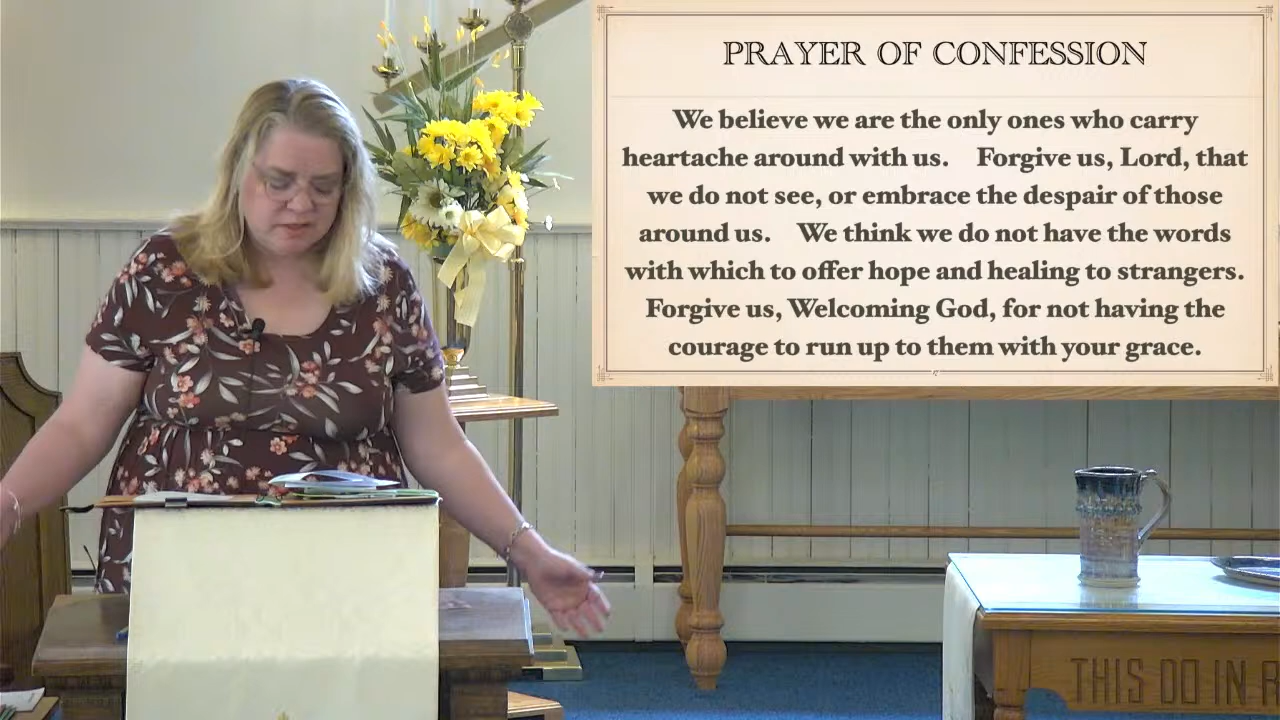 PRAYER OF CONFESSION
We believe we are the only ones who carry
heartache around with us. Forgive us, Lord, that
we do not see, or embrace the despair of those
around us. We think we do not have the words
with which to offer hope and healing to strangers.
Forgive us, Welcoming God, for not having the
courage to run up to them with your grace.
THIS DO IN